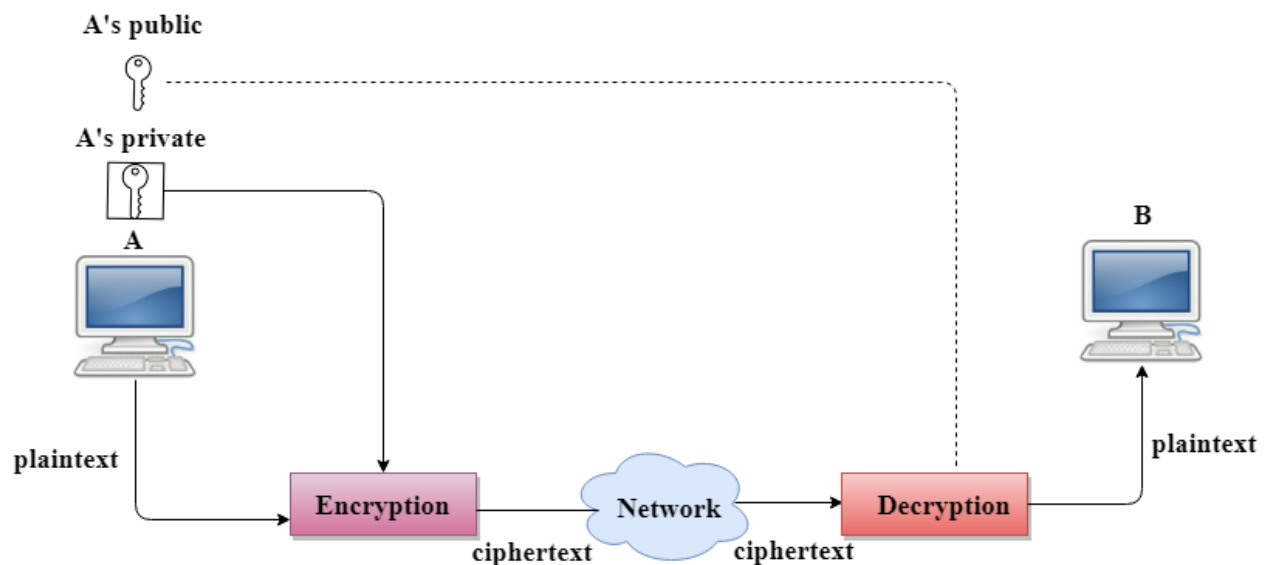 A's public
A's private
A
B
plaintext
plaintext
Encryption
Network
Decryption
ciphertext
ciphertext